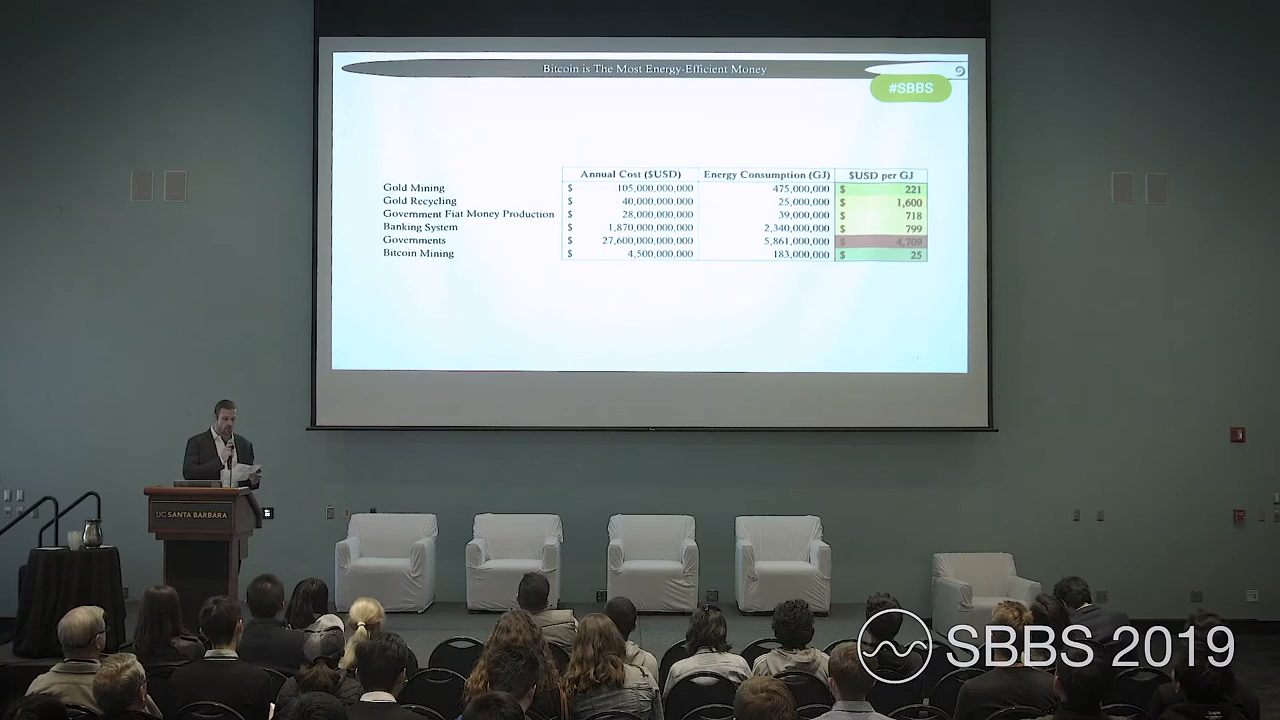 Bitcoin is The Most Energy-Efficient Money
#SBBS
Annual Cost ($USD) Energy Consumption (GJ) $USD per GJ
Gold Mining $ 105,000,000,000 475,000,000 $ 221
Gold Recycling $ 40,000,000,000 25,000,000 $ 1,600
Government Fiat Money Production $ 28,000,000,000 39,000,000 $ 718
Banking System $ 1,870,000,000,000 2,340,000,000 $ 799
Governments $ 27,600,000,000,000 5,861,000,000 $ 4,709
Bitcoin Mining $ 4,500,000,000 183,000,000 $ 25
UC SANTA BARBARA
SBBS 2019